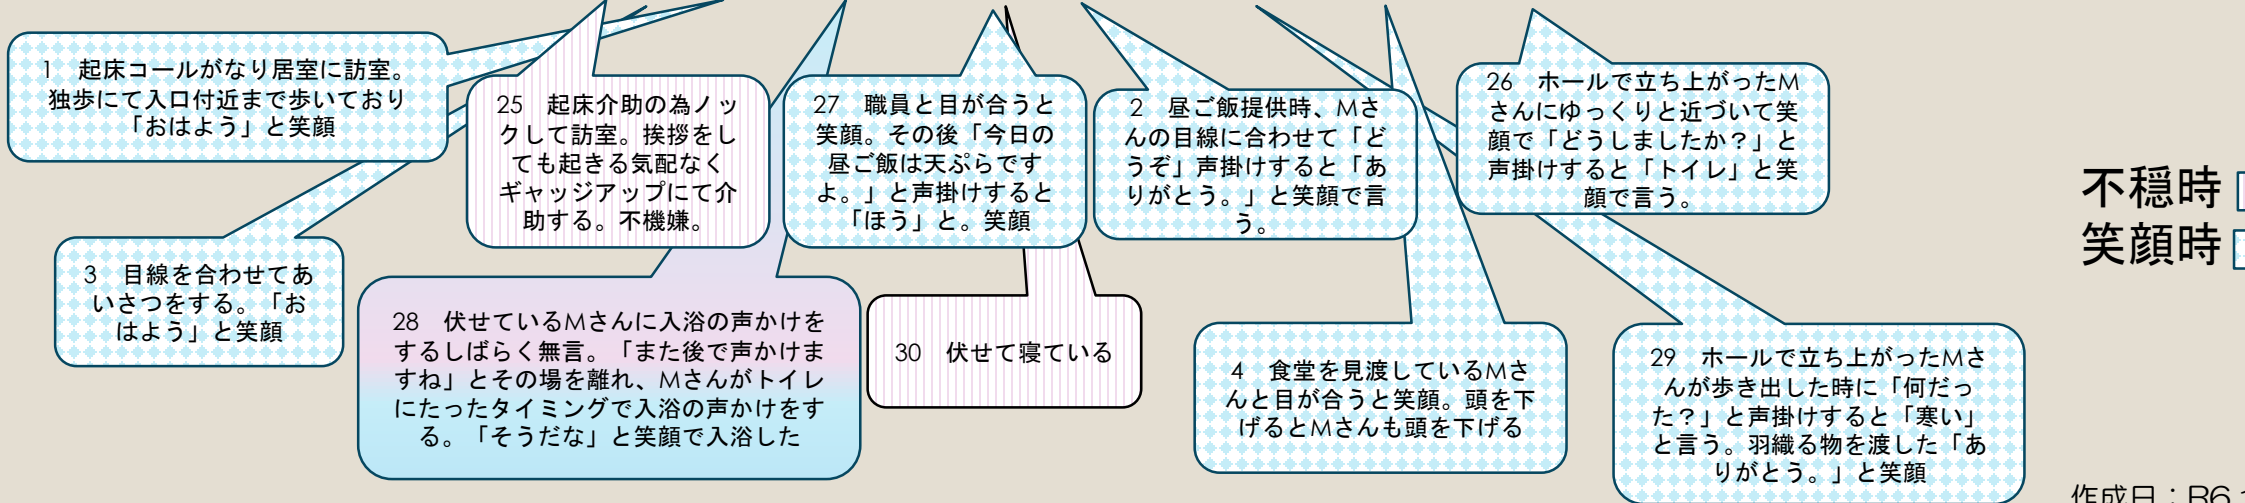 1　起床コールがなり居室に訪室。
独歩にて入口付近まで歩いており
「おはよう」と笑顔
25　起床介助の為ノッ
クして訪室。挨拶をし
ても起きる気配なく
ギャッジアップにて介
助する。不機嫌。
27　職員と目が合うと
笑顔。その後「今日の
昼ご飯は天ぷらです
よ。」と声掛けすると
「ほう」と。笑顔
2　昼ご飯提供時、Mさ
んの目線に合わせて「ど
うぞ」声掛けすると「あ
りがとう。」と笑顔で言
う。
26　ホールで立ち上がったM
さんにゆっくりと近づいて笑
顔で「どうしましたか？」と
声掛けすると「トイレ」と笑
顔で言う。
不穏時
笑顔時
3　目線を合わせてあ
いさつをする。「お
はよう」と笑顔
28　伏せているMさんに入浴の声かけを
するしばらく無言。「また後で声かけま
すね」とその場を離れ、Mさんがトイレ
にたったタイミングで入浴の声かけをす
る。「そうだな」と笑顔で入浴した
30　伏せて寝ている
4　食堂を見渡しているMさ
んと目が合うと笑顔。頭を下
げるとMさんも頭を下げる
29　ホールで立ち上がったMさ
んが歩き出した時に「何だっ
た？」と声掛けすると「寒い」
と言う。羽織る物を渡した「あ
りがとう。」と笑顔
作成日：R6